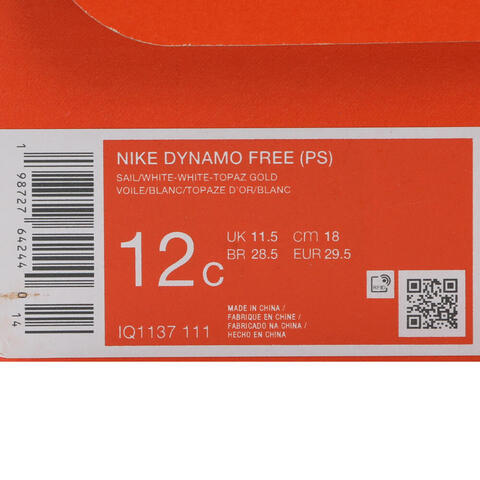 NIKE DYNAMO FREE (PS)
SAIL/WHITE-WHITE-TOPAZ GOLD
VOILE/BLANC/TOPAZE D'OR/BLANC
12c
UK 11.5 cm 18
BR 28.5 EUR 29.5
RFID
MADE IN CHINA /
FABRIQUE EN CHINE /
FABRICADO NA CHINA /
HECHO EN CHINA
IQ1137 111
1 98727 64244 0 14